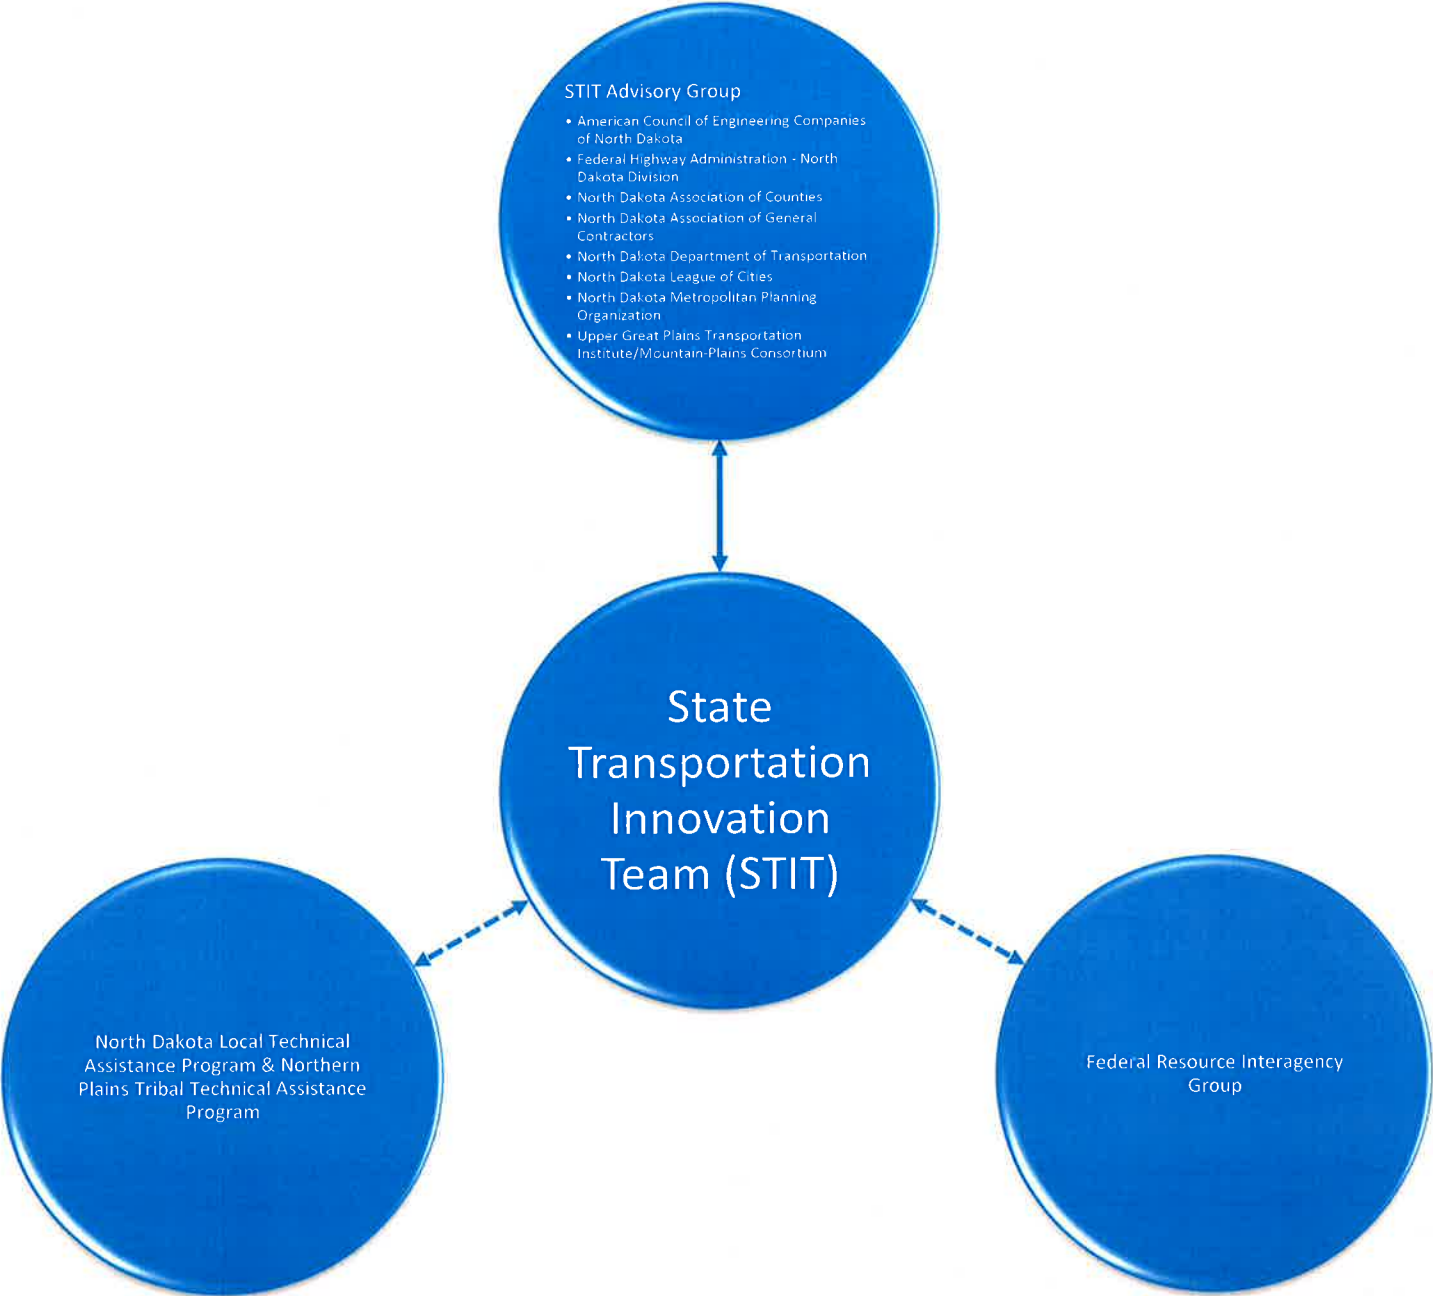 STIT Advisory Group
• American Council of Engineering Companies
of North Dakota
• Federal Highway Administration - North
Dakota Division
• North Dakota Association of Counties
• North Dakota Association of General
Contractors
• North Dakota Department of Transportation
• North Dakota League of Cities
• North Dakota Metropolitan Planning
Organization
• Upper Great Plains Transportation
Institute/Mountain-Plains Consortium
State
Transportation
Innovation
Team (STIT)
North Dakota Local Technical
Assistance Program & Northern
Plains Tribal Technical Assistance
Program
Federal Resource Interagency
Group